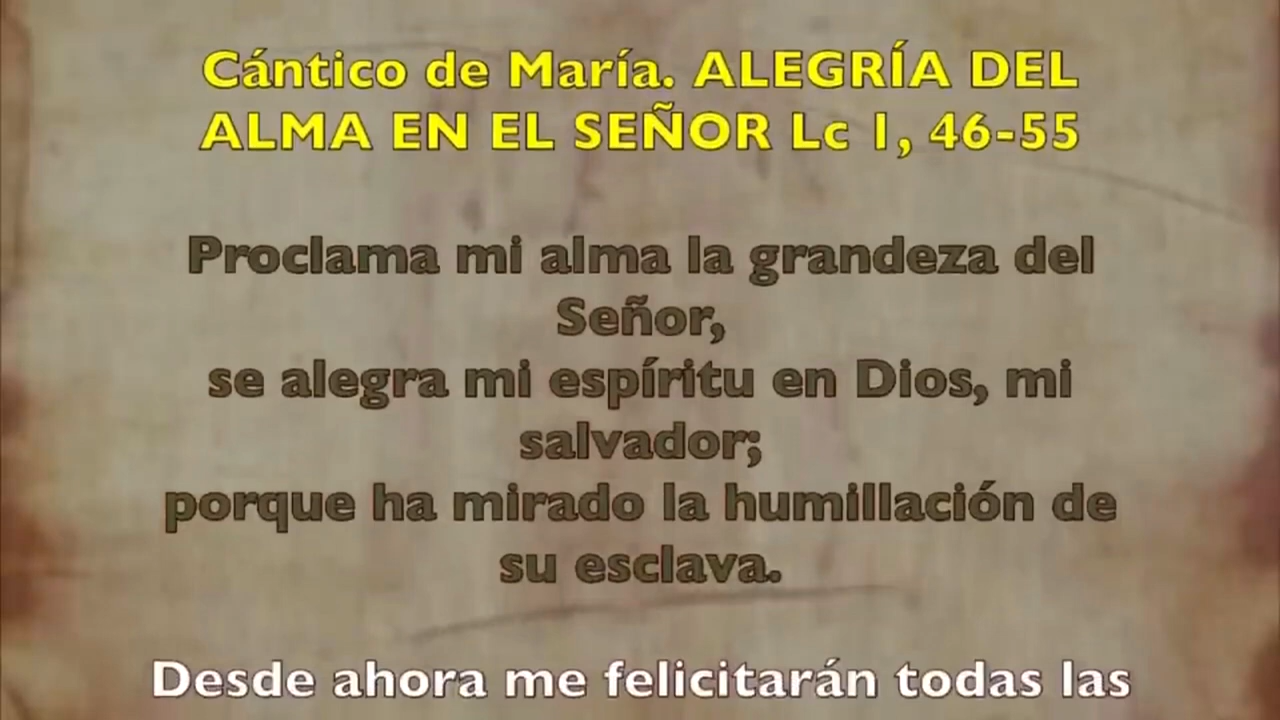 Cántico de María. ALEGRÍA DEL
ALMA EN EL SEÑOR Lc 1, 46-55
Proclama mi alma la grandeza del
Señor,
se alegra mi espíritu en Dios, mi
salvador;
porque ha mirado la humillación de
su esclava.
Desde ahora me felicitarán todas las